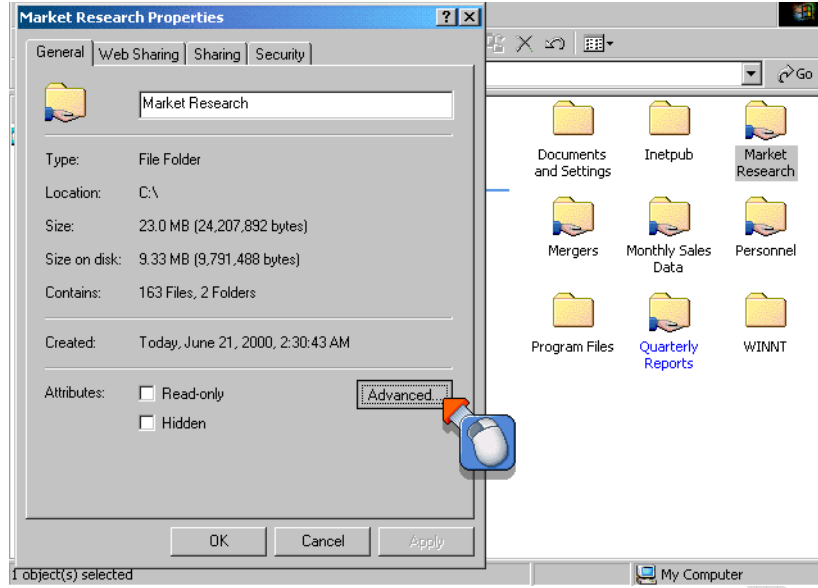 Market Research Properties
General
Web Sharing
Sharing
Security
Market Research
Type: File Folder
Location: C:\
Size: 23.0 MB (24,207,892 bytes)
Size on disk: 9.33 MB (9,791,488 bytes)
Contains: 163 Files, 2 Folders
Created: Today, June 21, 2000, 2:30:43 AM
Attributes: Read-only
Advanced...
Hidden
OK
Cancel
Apply
Go
Documents
and Settings
Inetpub
Market
Research
Mergers
Monthly Sales
Data
Personnel
Program Files
Quarterly
Reports
WINNT
1 object(s) selected
My Computer